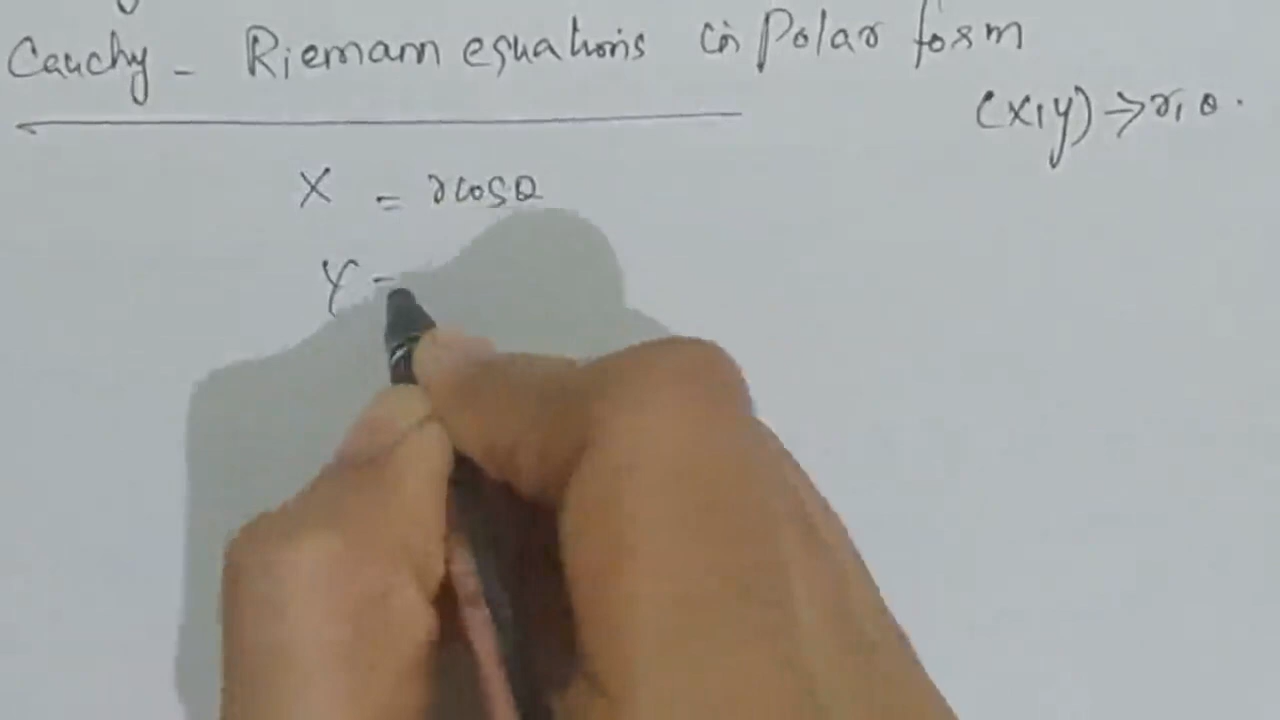 Cauchy - Riemann equations in Polar form
(x,y) → r, θ.
X = r cosθ
Y =